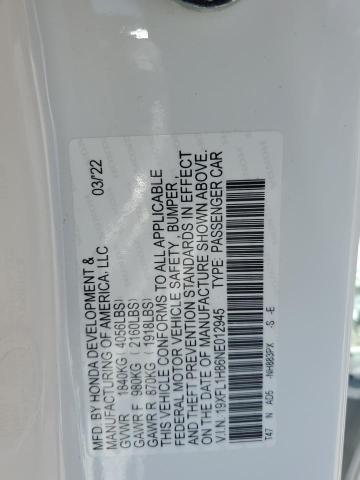 MFD. BY HONDA DEVELOPMENT & 03/22
MANUFACTURING OF AMERICA, LLC
GVWR 1840KG (4056LBS)
GAWR F 980KG (2160LBS)
GAWR R 870KG (1918LBS)
THIS VEHICLE CONFORMS TO ALL APPLICABLE
FEDERAL MOTOR VEHICLE SAFETY, BUMPER,
AND THEFT PREVENTION STANDARDS IN EFFECT
ON THE DATE OF MANUFACTURE SHOWN ABOVE.
V.I.N.: 19XFL1H86NE012945 TYPE: PASSENGER CAR
T47 N A05 -NH883PX -S -E